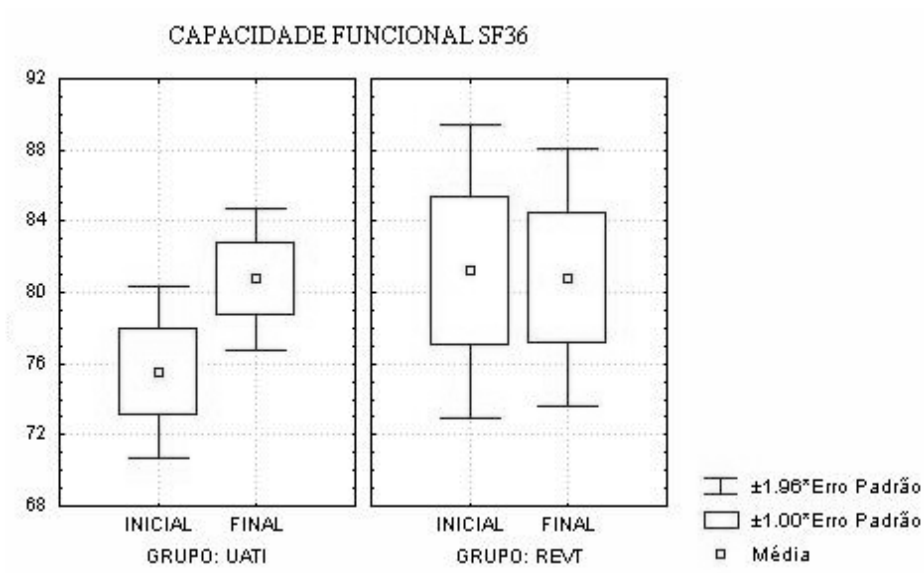 CAPACIDADE FUNCIONAL SF36
92
88
84
80
76
72
68
INICIAL FINAL
GRUPO: UATI
INICIAL FINAL
GRUPO: REVT
±1.96*Erro Padrão
±1.00*Erro Padrão
Média